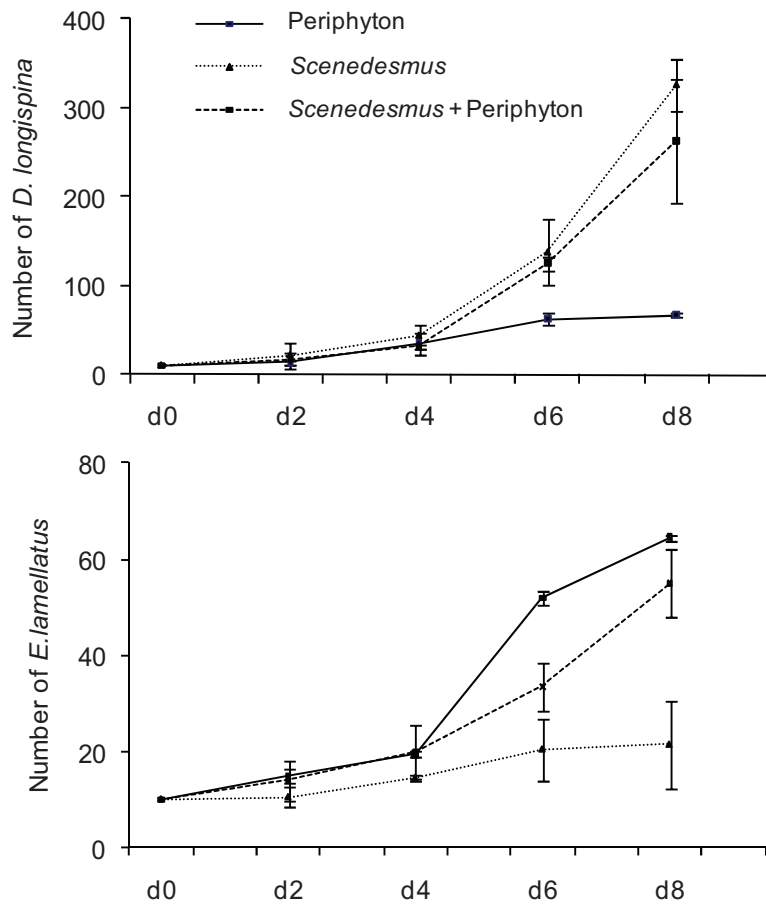 400
300
200
100
0
Number of D. longispina
Periphyton
Scenedesmus
Scenedesmus + Periphyton
d0 d2 d4 d6 d8
80
60
40
20
0
Number of E.lamellatus
d0 d2 d4 d6 d8